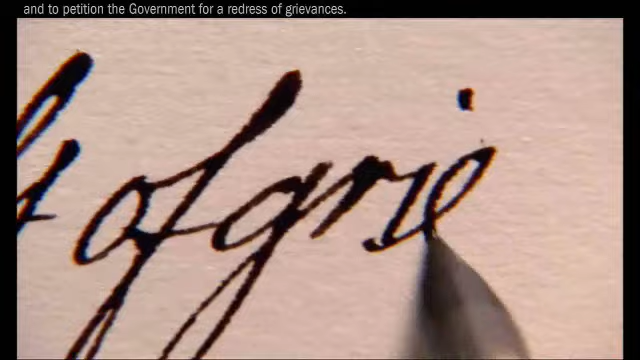 and to petition the Government for a redress of grievances.
of grie